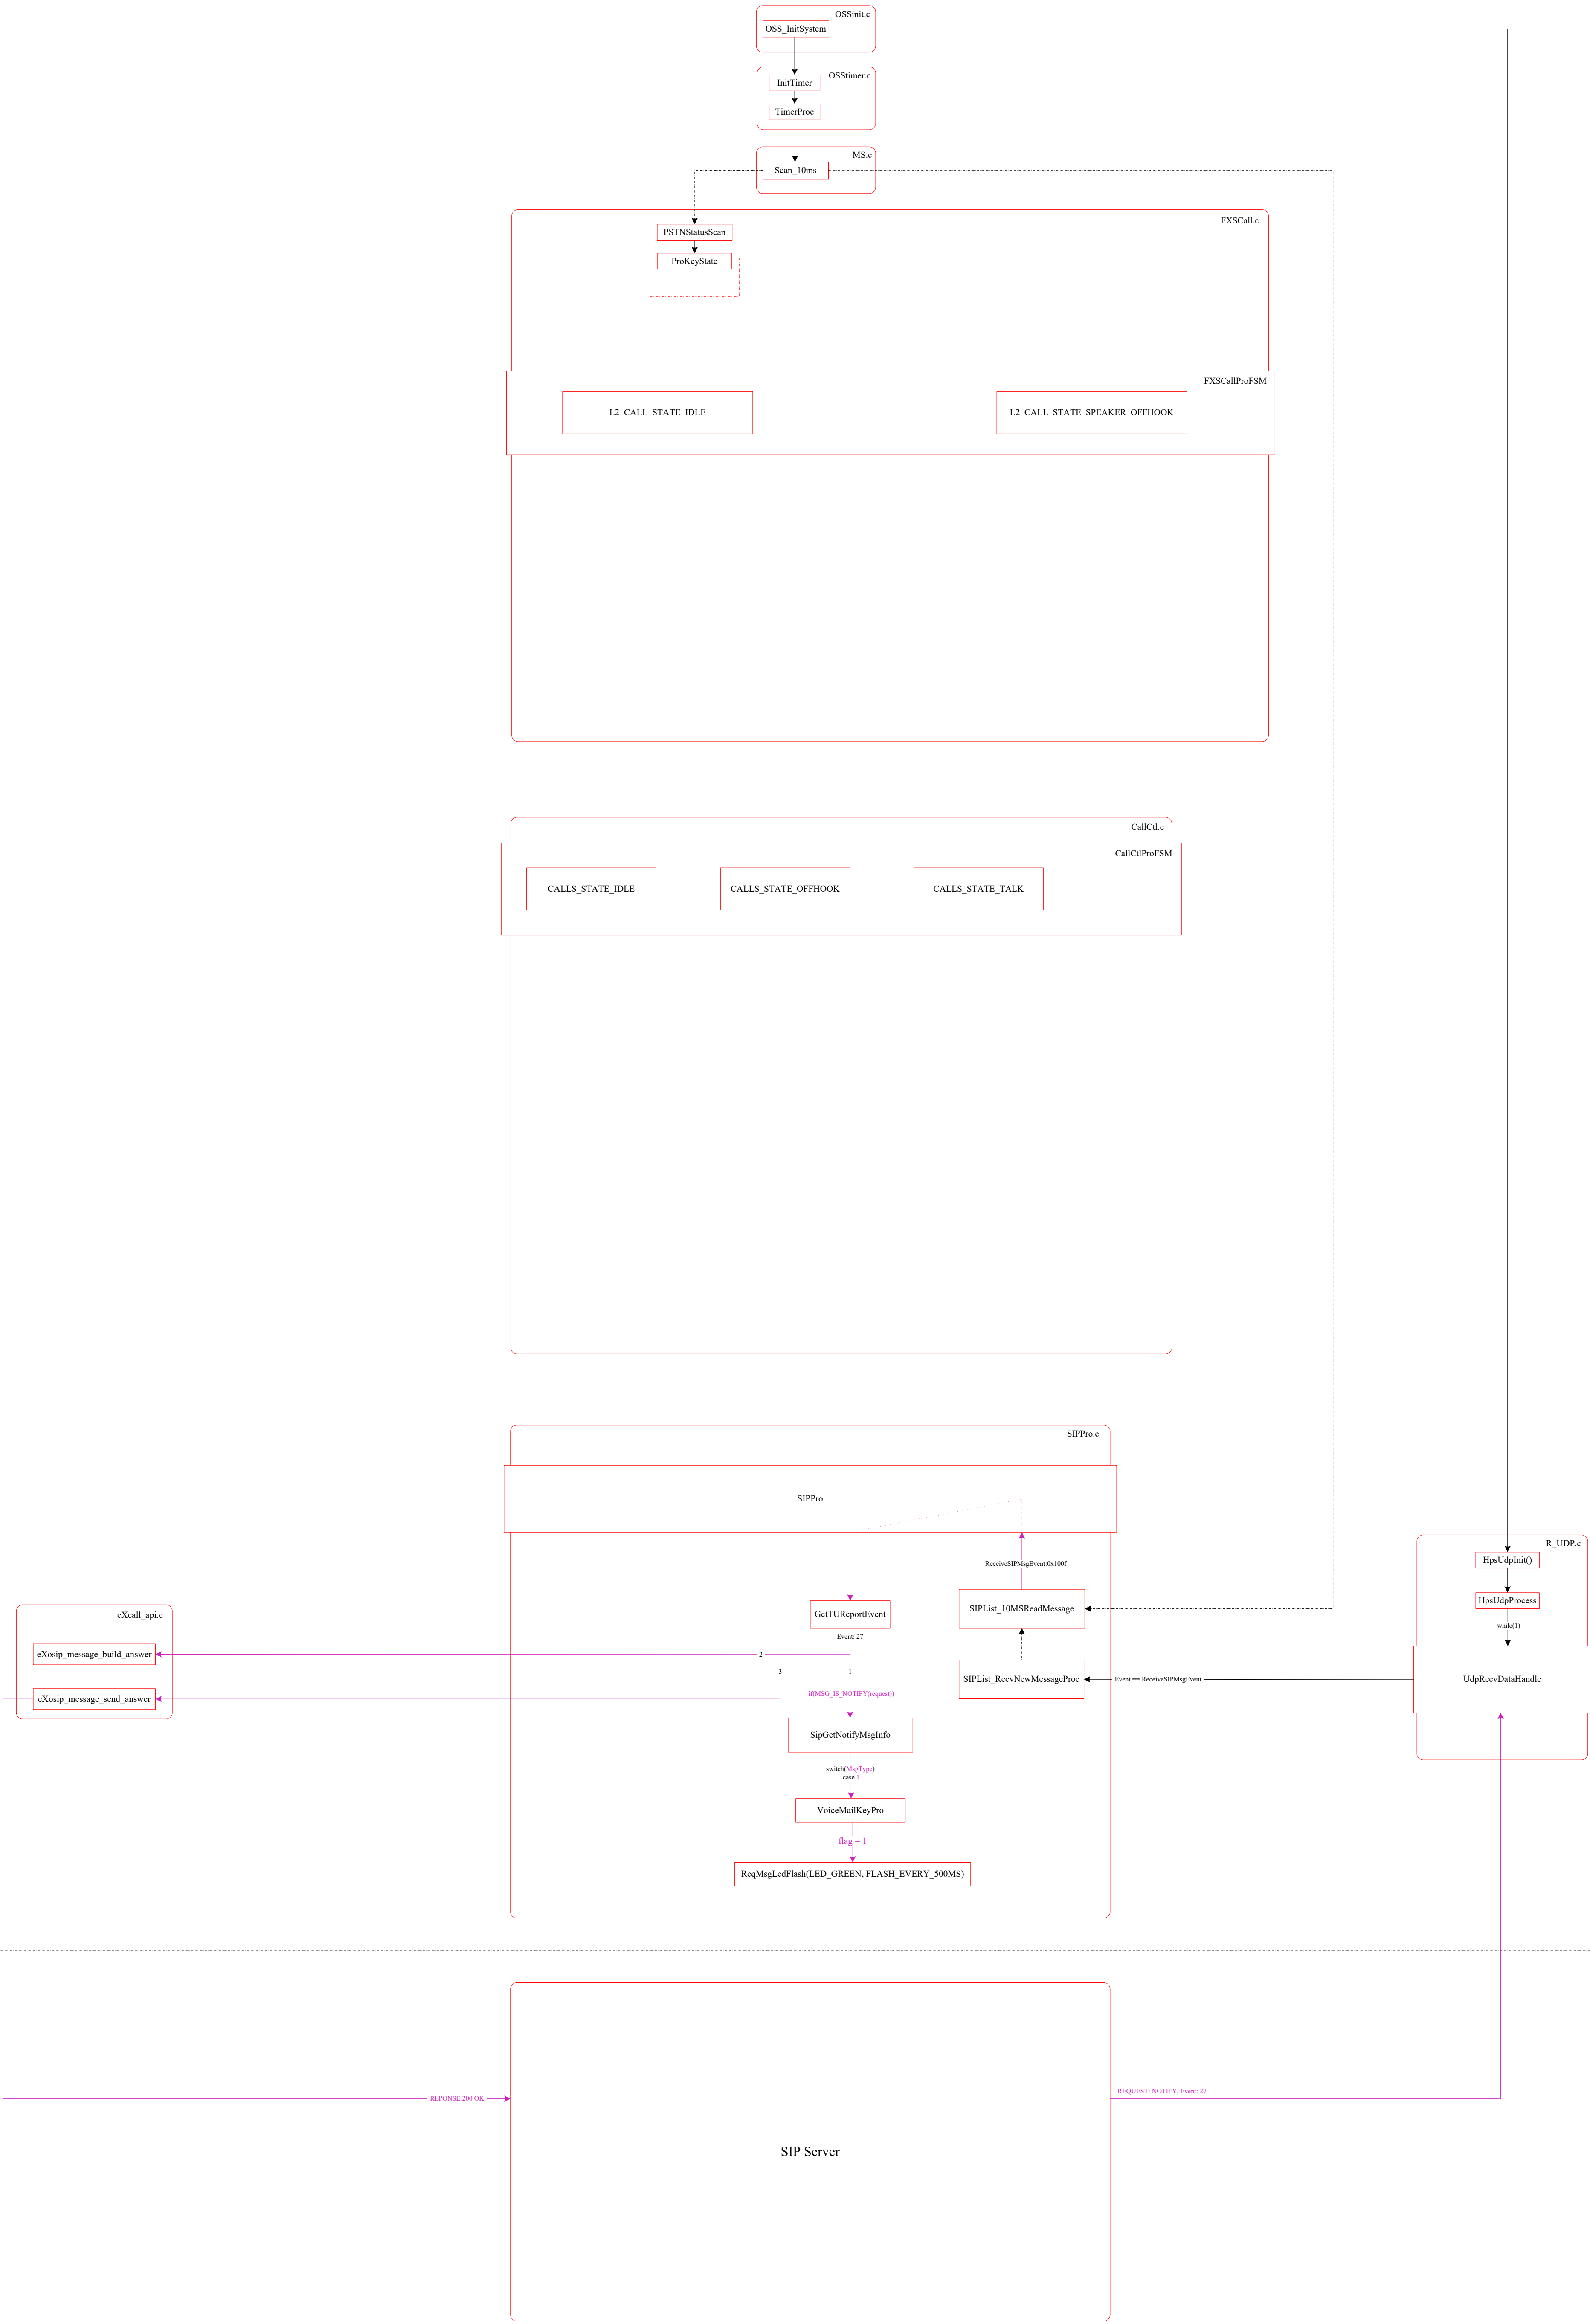 OSSinit.c
OSS_InitSystem
OSStimer.c
InitTimer
TimerProc
MS.c
Scan_10ms
FXSCall.c
PSTNStatusScan
ProKeyState
FXSCallProFSM
L2_CALL_STATE_IDLE
L2_CALL_STATE_SPEAKER_OFFHOOK
CallCtl.c
CallCtlProFSM
CALLS_STATE_IDLE
CALLS_STATE_OFFHOOK
CALLS_STATE_TALK
SIPPro.c
SIPPro
R_UDP.c
HpsUdpInit()
ReceiveSIPMsgEvent:0x100f
HpsUdpProcess
while(1)
SIPList_10MSReadMessage
GetTUReportEvent
eXcall_api.c
Event: 27
eXosip_message_build_answer
2
3
1
SIPList_RecvNewMessageProc
Event == ReceiveSIPMsgEvent
UdpRecvDataHandle
if(MSG_IS_NOTIFY(request))
eXosip_message_send_answer
SipGetNotifyMsgInfo
switch(MsgType)
case 1
VoiceMailKeyPro
flag = 1
ReqMsgLedFlash(LED_GREEN, FLASH_EVERY_500MS)
REPONSE:200 OK
REQUEST: NOTIFY, Event: 27
SIP Server